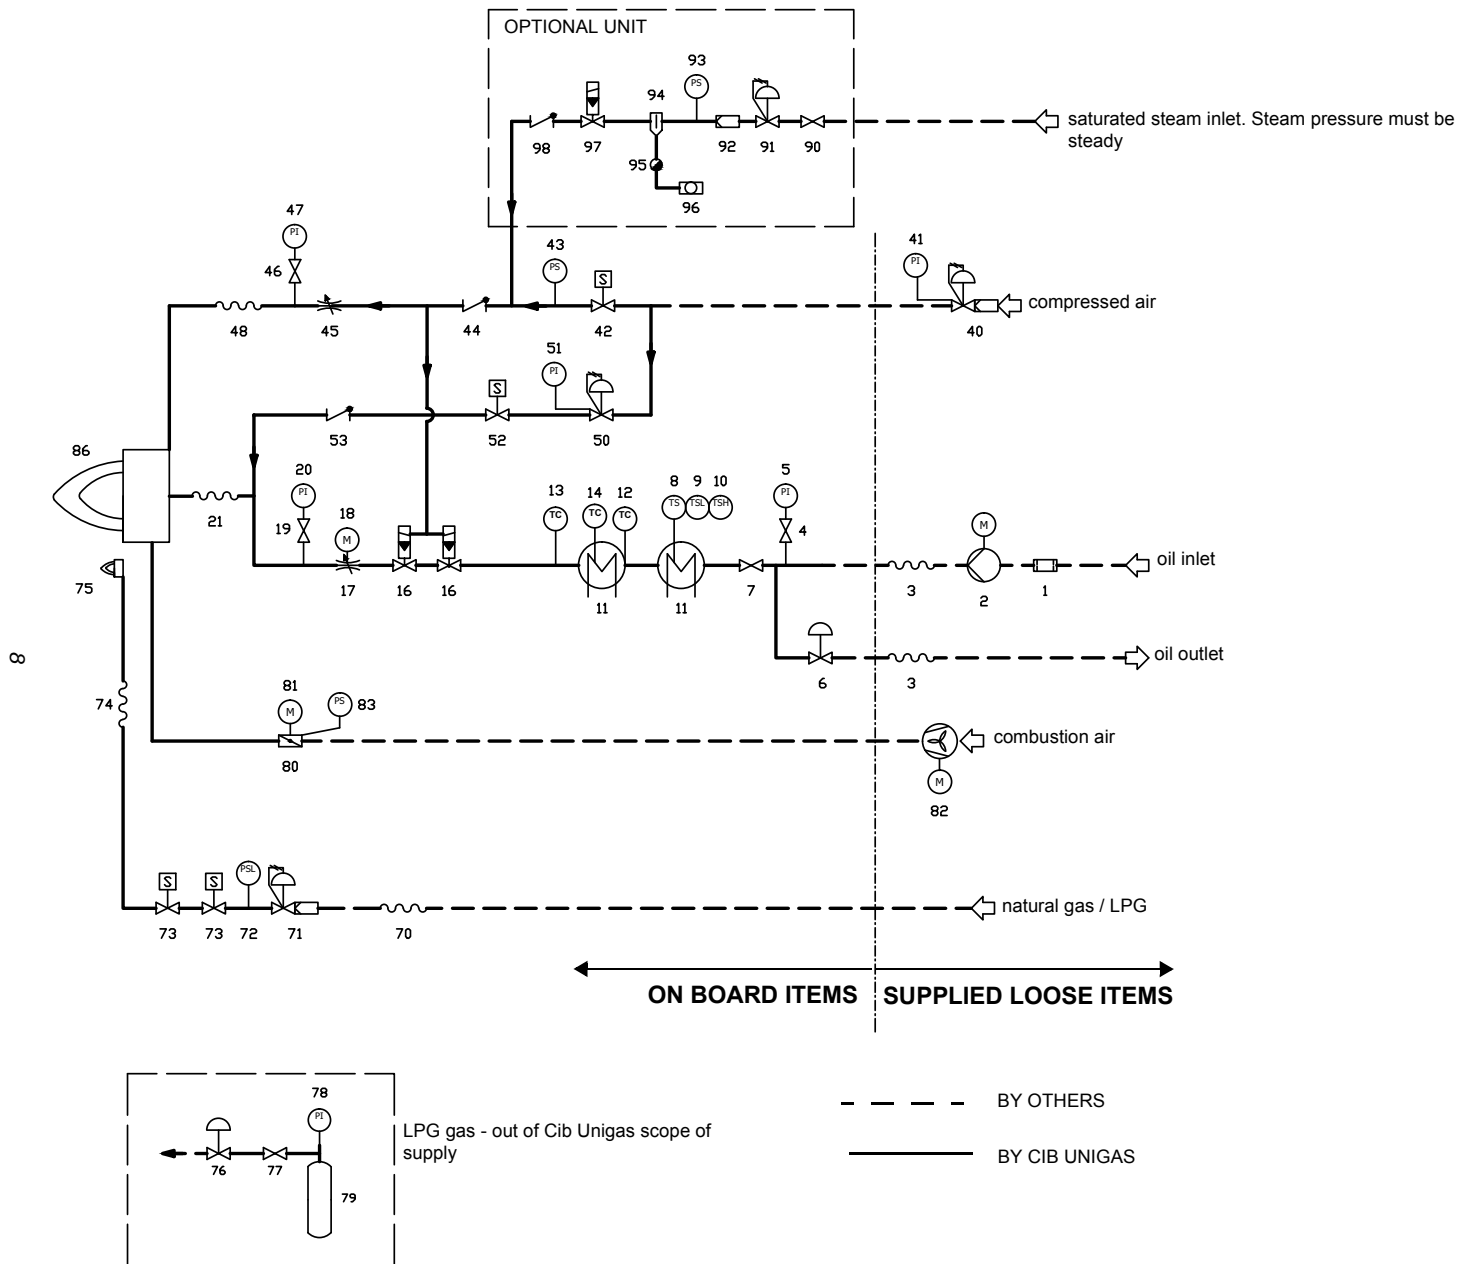 OPTIONAL UNIT
93
PS
94
98
97
95
92
91
90
96
saturated steam inlet. Steam pressure must be
steady
47
PI
46
43
PS
S
41
PI
compressed air
48
45
44
42
40
51
PI
S
53
52
50
86
20
PI
19
18
M
13
TC
14
TC
12
TC
8
TS
9
TSL
10
TSH
5
PI
4
M
21
oil inlet
17
16
16
11
11
7
3
2
1
75
oil outlet
6
3
8
74
81
M
PS
83
80
combustion air
M
82
S
S
PSL
natural gas / LPG
73
73
72
71
70
ON BOARD ITEMS
SUPPLIED LOOSE ITEMS
78
PI
76
77
79
LPG gas - out of Cib Unigas scope of
supply
BY OTHERS
BY CIB UNIGAS